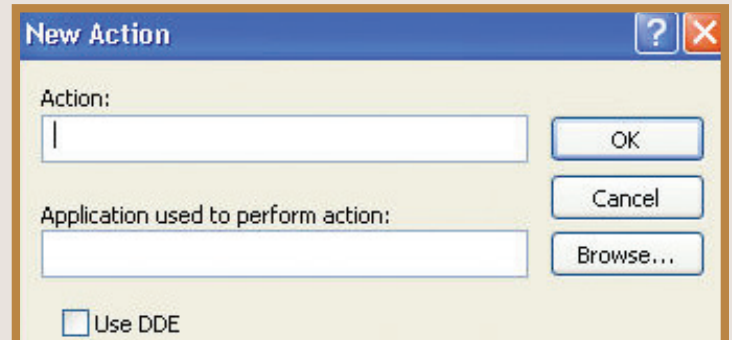 New Action
Action:
OK
Cancel
Application used to perform action:
Browse...
Use DDE